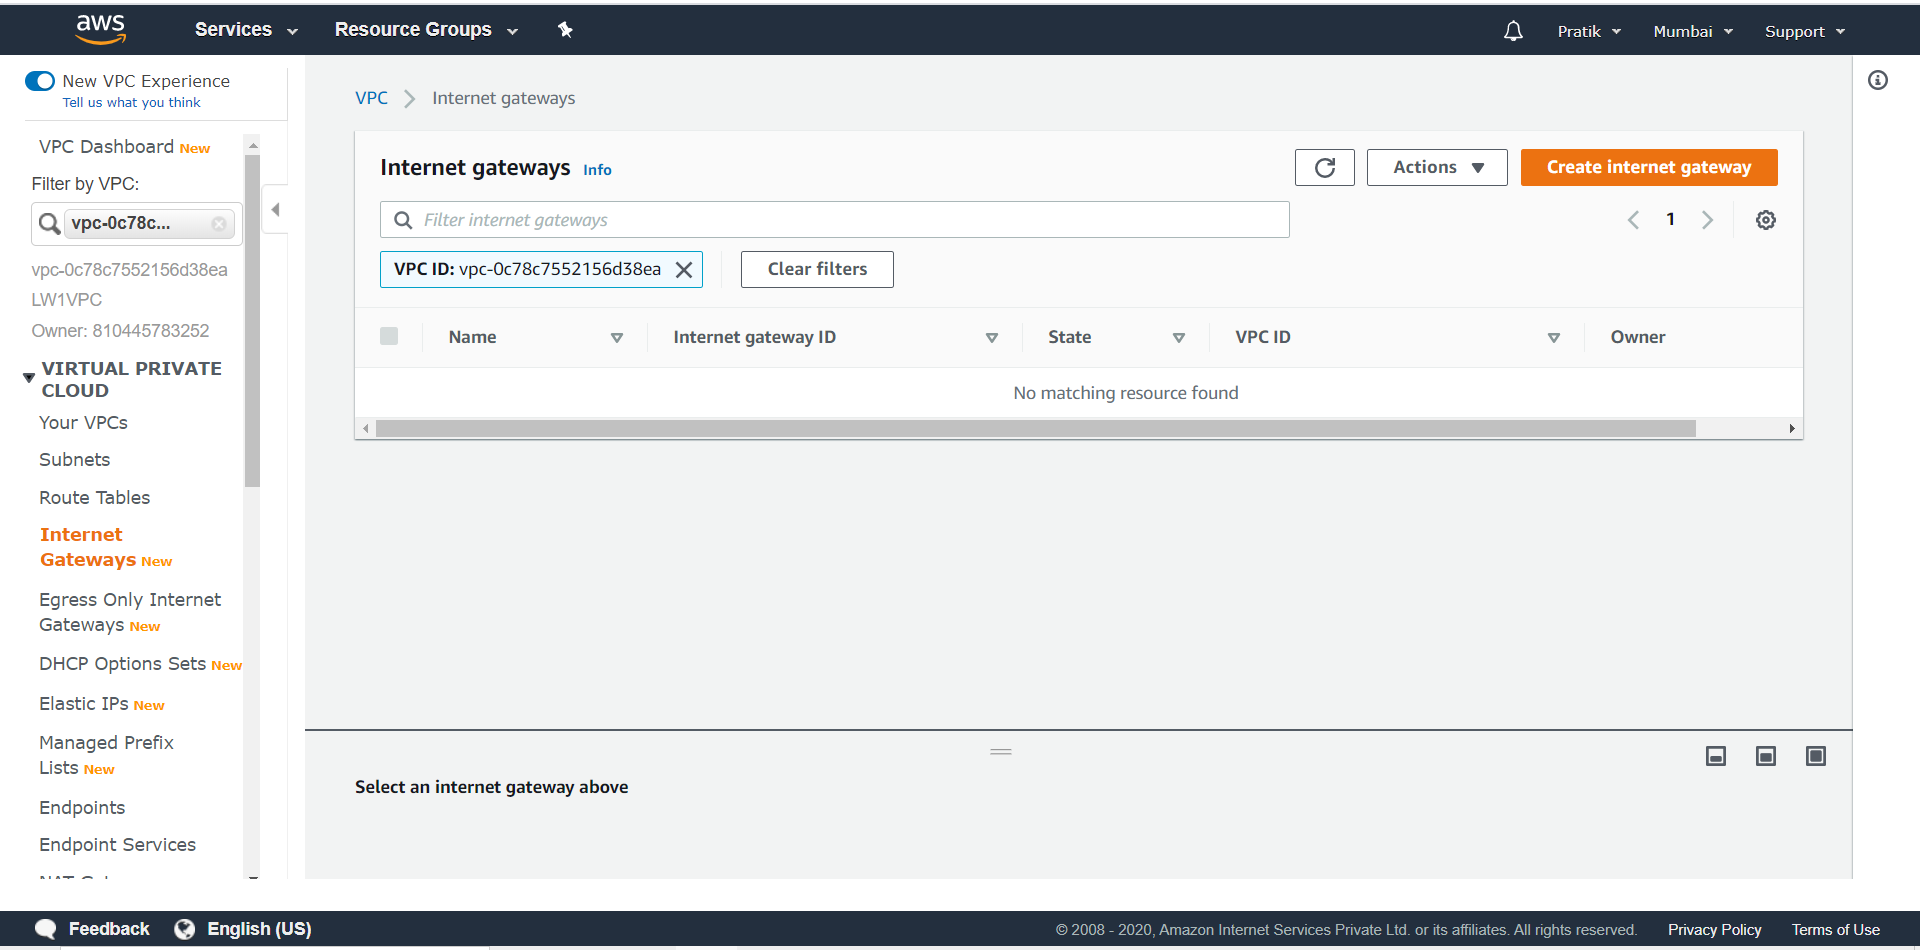 aws
Services
Resource Groups
Pratik
Mumbai
Support
New VPC Experience
Tell us what you think
VPC Dashboard New
Filter by VPC:
vpc-0c78c...
vpc-0c78c7552156d38ea
LW1VPC
Owner: 810445783252
VIRTUAL PRIVATE
CLOUD
Your VPCs
Subnets
Route Tables
Internet
Gateways New
Egress Only Internet
Gateways New
DHCP Options Sets New
Elastic IPs New
Managed Prefix
Lists New
Endpoints
Endpoint Services
VPC > Internet gateways
Internet gateways Info
Actions
Create internet gateway
Filter internet gateways
1
VPC ID: vpc-0c78c7552156d38ea
Clear filters
Name Internet gateway ID State VPC ID Owner
No matching resource found
Select an internet gateway above
Feedback
English (US)
© 2008 - 2020, Amazon Internet Services Private Ltd. or its affiliates. All rights reserved.
Privacy Policy
Terms of Use